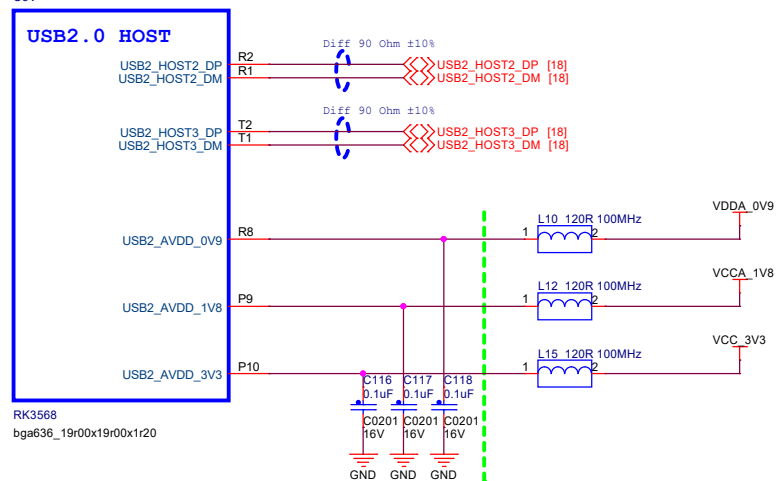 USB2.0 HOST
Diff 90 Ohm ±10%
USB2_HOST2_DP R2 USB2_HOST2_DP [18]
USB2_HOST2_DM R1 USB2_HOST2_DM [18]
Diff 90 Ohm ±10%
USB2_HOST3_DP T2 USB2_HOST3_DP [18]
USB2_HOST3_DM T1 USB2_HOST3_DM [18]
VDDA_0V9
L10 120R 100MHz
USB2_AVDD_0V9 R8 1 2
VCCA_1V8
L12 120R 100MHz
USB2_AVDD_1V8 P9 1 2
VCC_3V3
L15 120R 100MHz
USB2_AVDD_3V3 P10 1 2
C116 C117 C118
0.1uF 0.1uF 0.1uF
C0201 C0201 C0201
16V 16V 16V
GND GND GND
RK3568
bga636_19r00x19r00x1r20